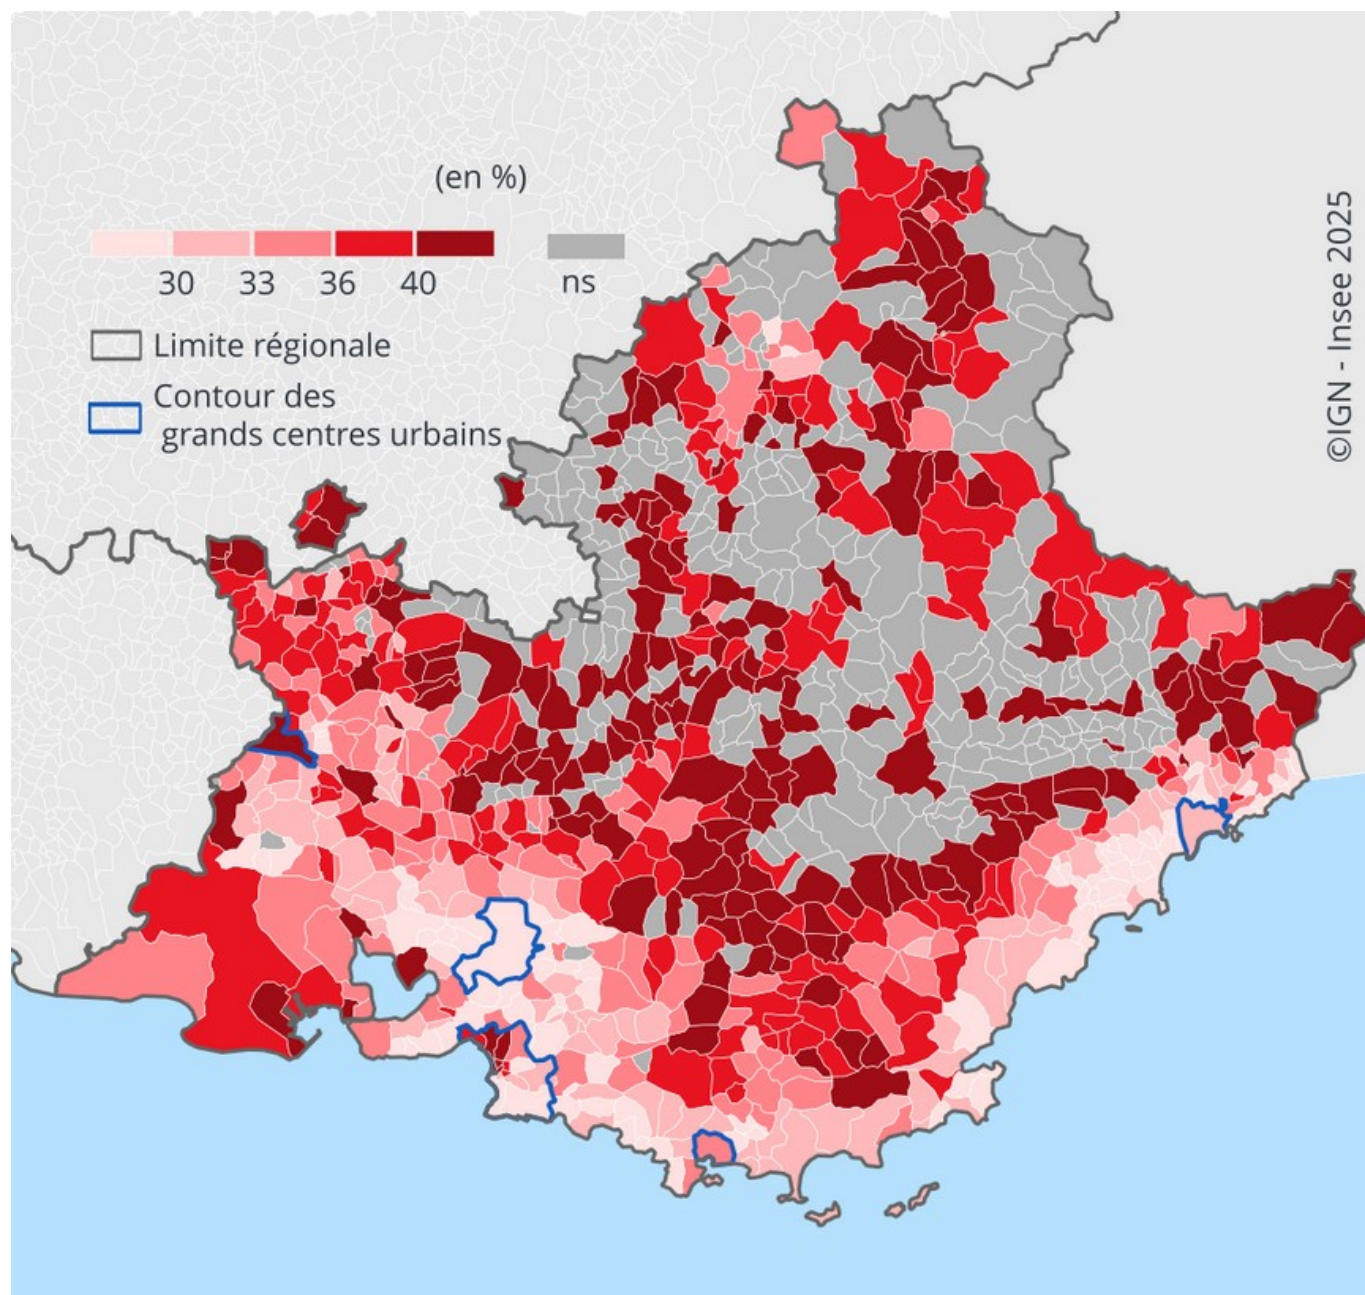 (en %)
30 33 36 40 ns
Limite régionale
Contour des
grands centres urbains
©IGN - Insee 2025